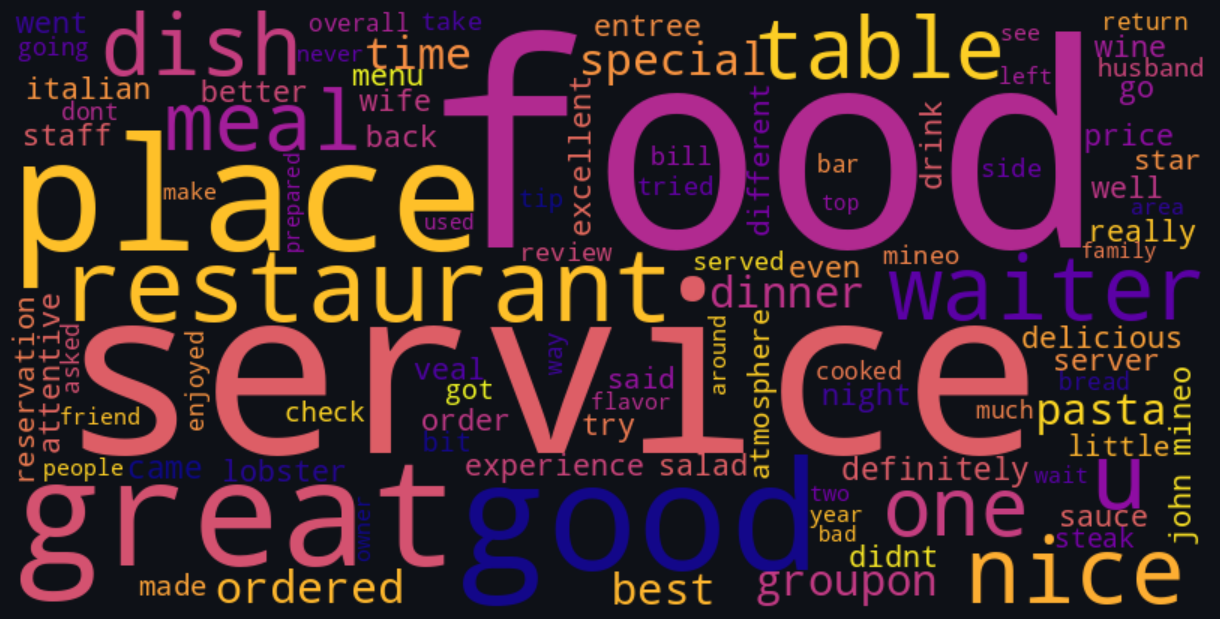 went
overall
take
entree
return
dish
going
never
time
special
table
see
wine
menu
left
husband
italian
better
wife
go
dont
meal
food
staff
back
excellent
different
drink
price
place
make
prepared
used
tip
bill
tried
bar
top
side
star
well
area
really
family
review
served
even
mineo
restaurant
dinner
waiter
reservation
attentive
asked
service
enjoyed
friend
check
veal
got
order
bit
way
said
flavor
try
around
atmosphere
cooked
night
delicious
server
bread
much
pasta
little
john mineo
people
came
lobster
experience
salad
definitely
wait
u
great
owner
good
two
year
bad
one
sauce
steak
didnt
nice
made
ordered
best
groupon